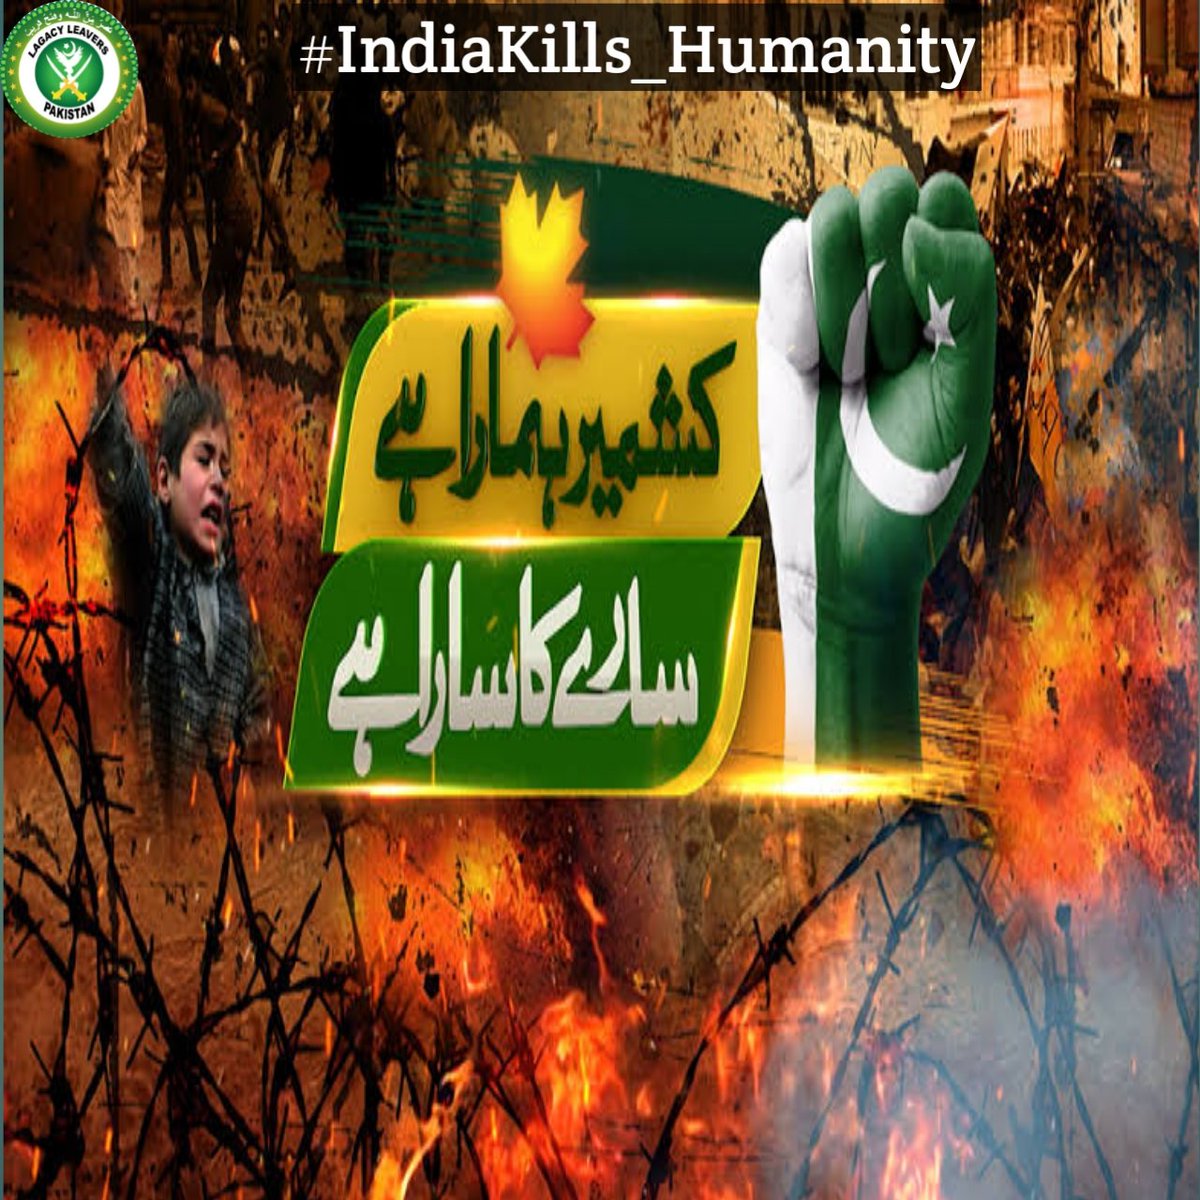 #IndiaKills_Humanity
LAGACY LEAVERS
PAKISTAN
کشمیر ہمارا ہے
سارے کا سارا ہے